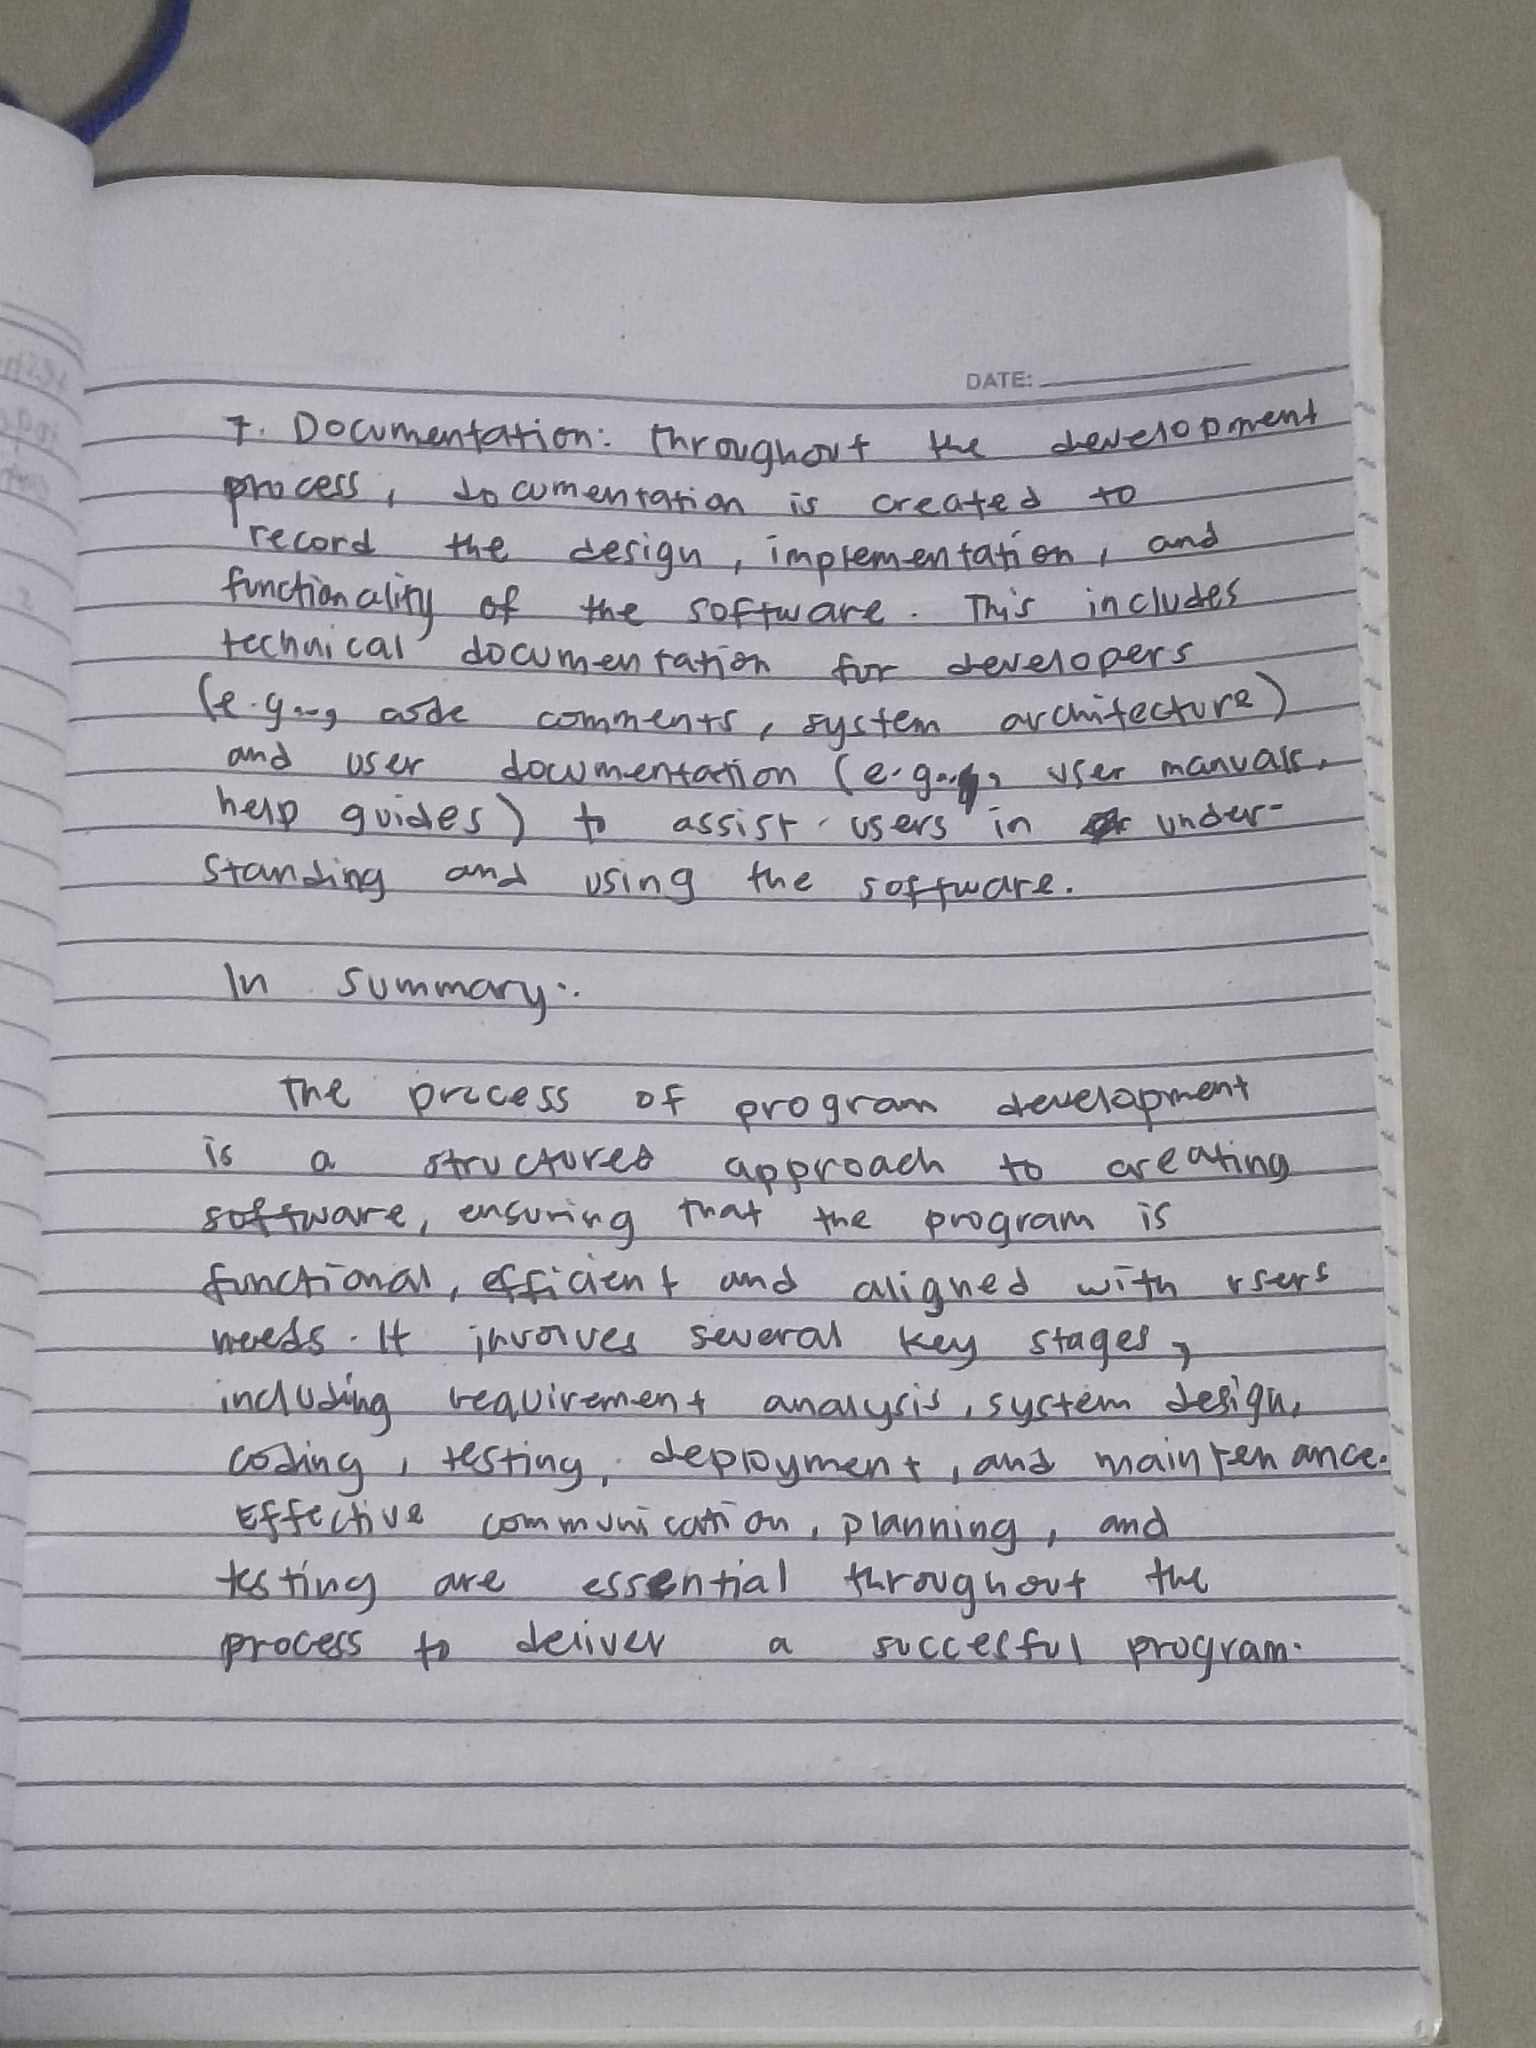 DATE:
7. Documentation: Throughout the development
process, documentation is created to
record the design, implementation, and
functionality of the software. This includes
technical documentation for developers
(e.g.., code comments, system architecture)
and user documentation (e.g.., user manuals,
help guides) to assist users in under-
standing and using the software.
In summary:.
The process of program development
is a structured approach to creating
software, ensuring that the program is
functional, efficient and aligned with users
needs. It involves several key stages,
including requirement analysis, system design,
coding, testing, deployment, and maintenance.
Effective communication, planning, and
testing are essential throughout the
process to deliver a succesful program.